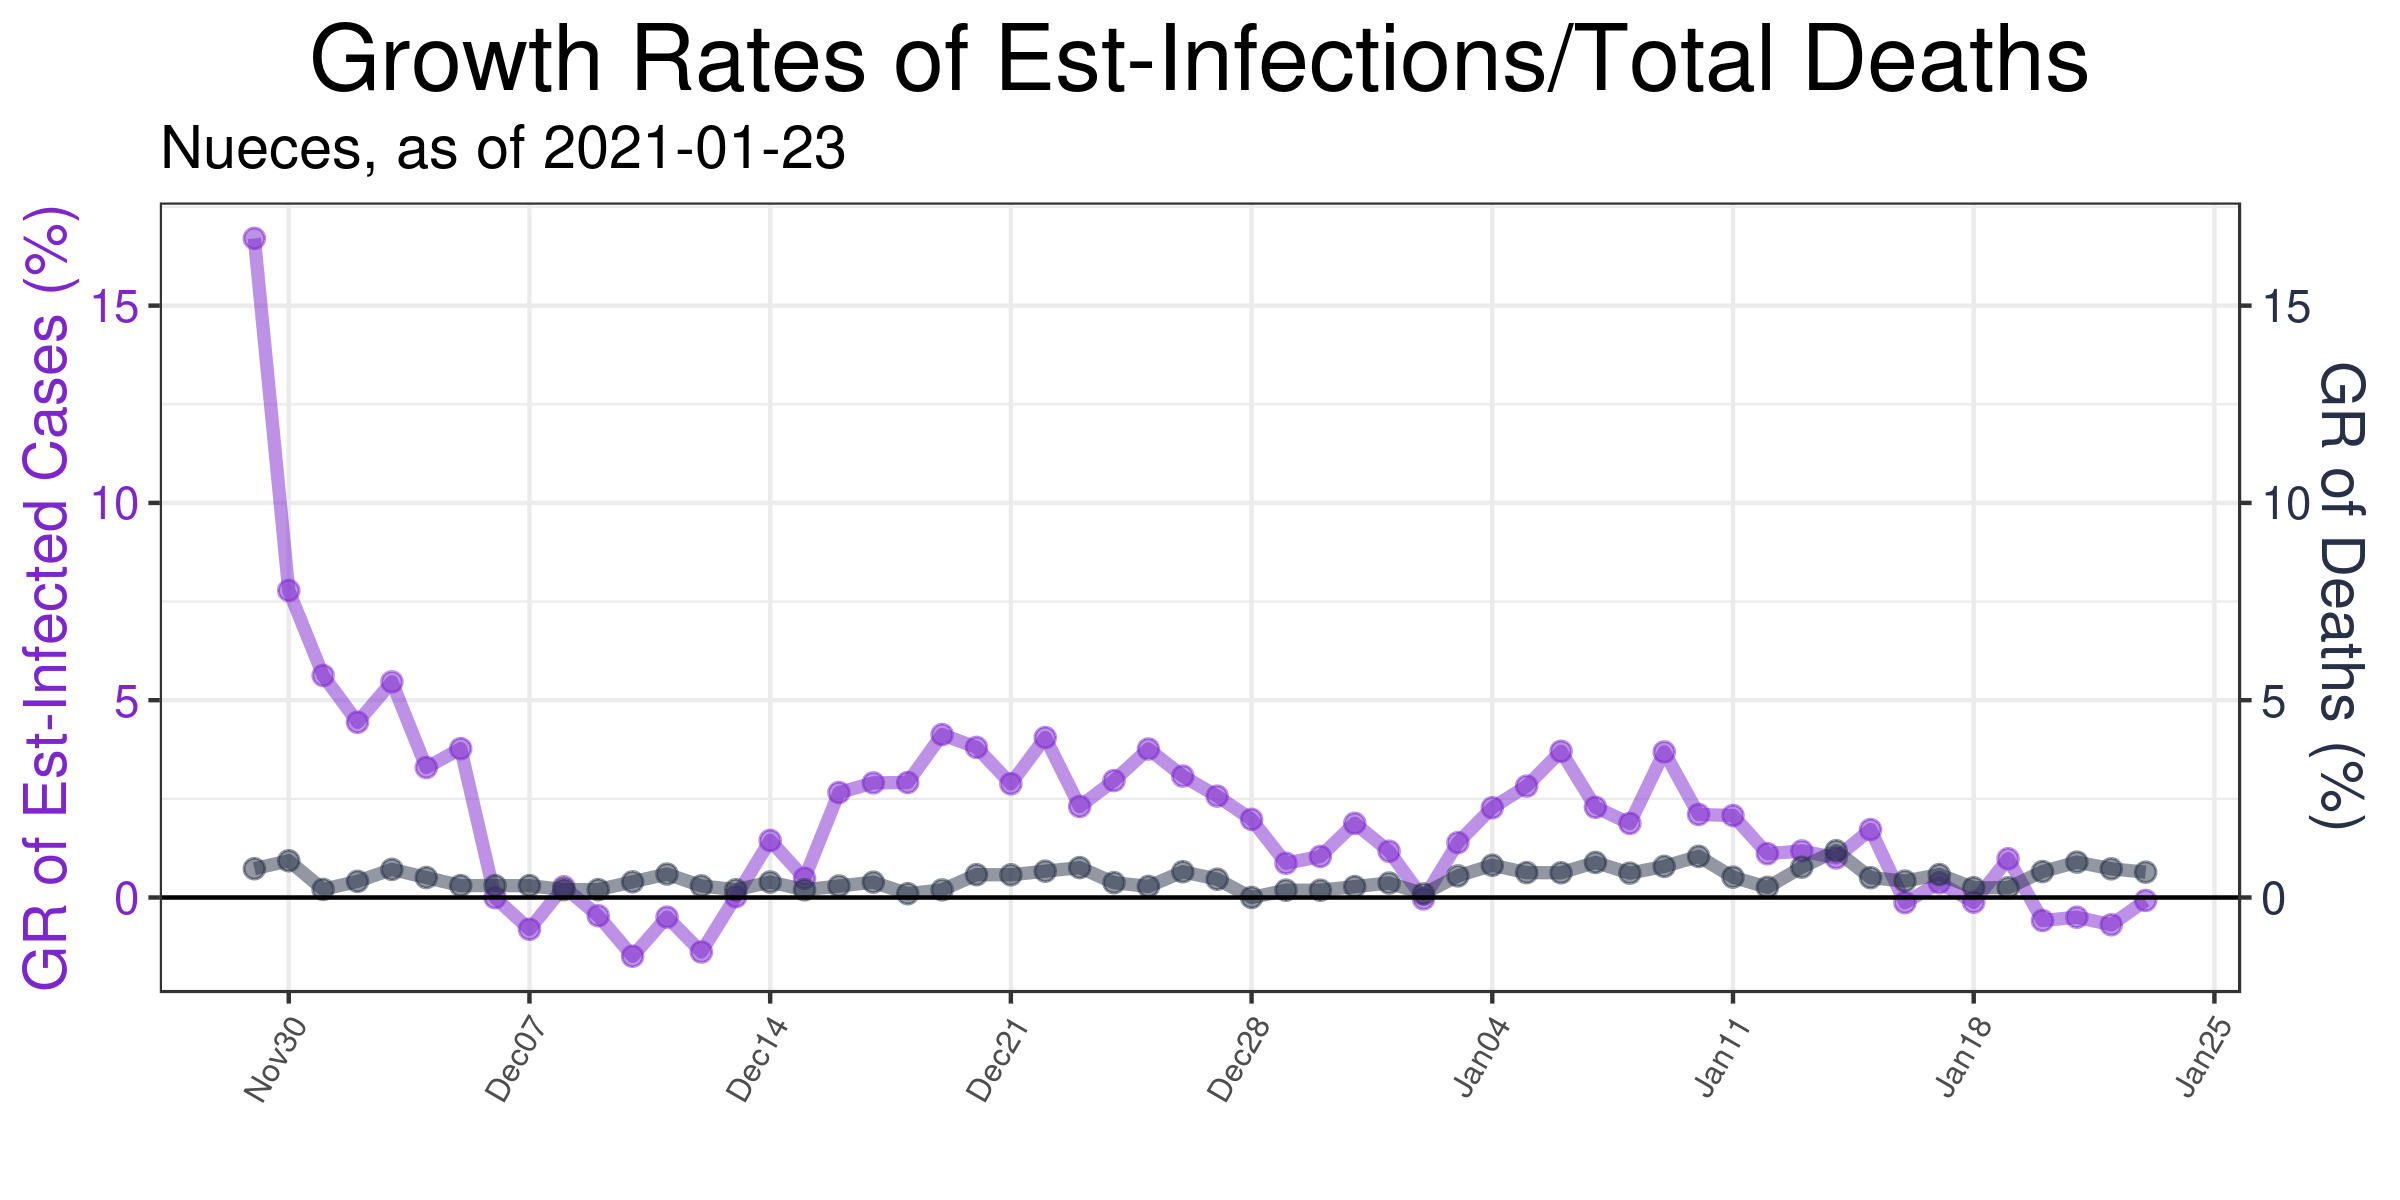 Growth Rates of Est-Infections/Total Deaths
Nueces, as of 2021-01-23
GR of Est-Infected Cases (%)
15
10
5
0
15
10
5
0
GR of Deaths (%)
Nov30
Dec07
Dec14
Dec21
Dec28
Jan04
Jan11
Jan18
Jan25